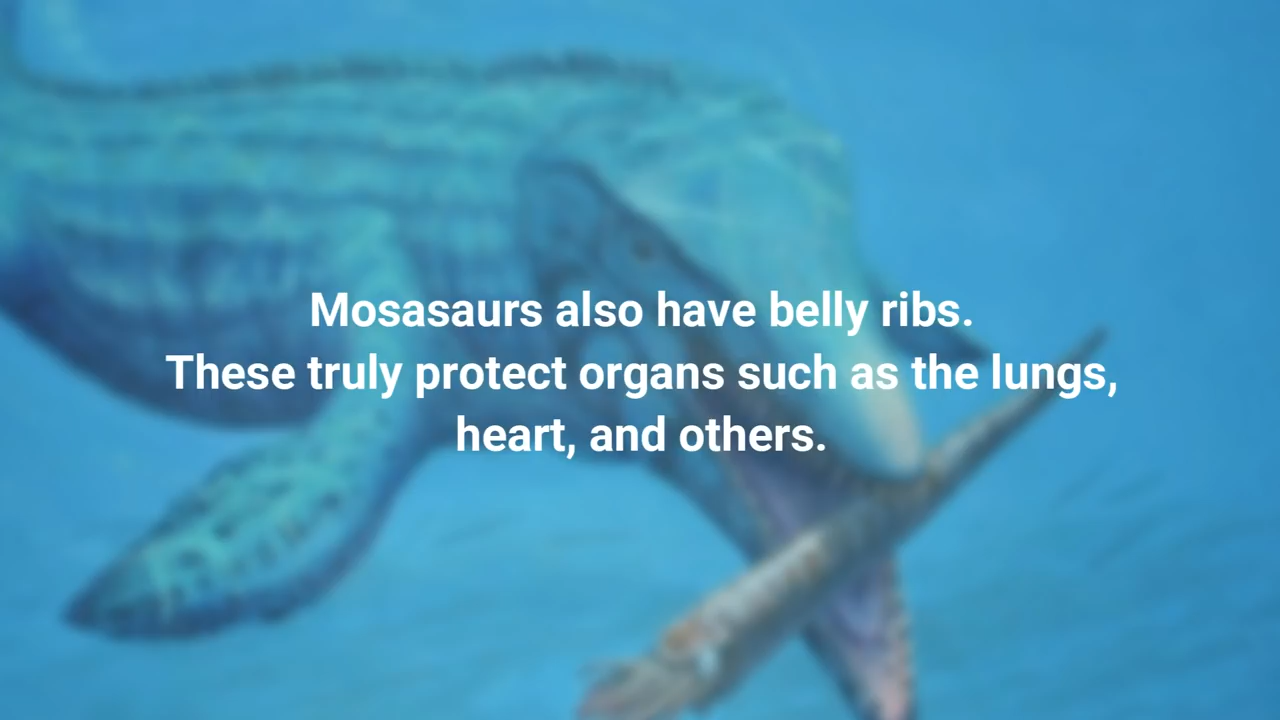 Mosasaurs also have belly ribs.
These truly protect organs such as the lungs,
heart, and others.